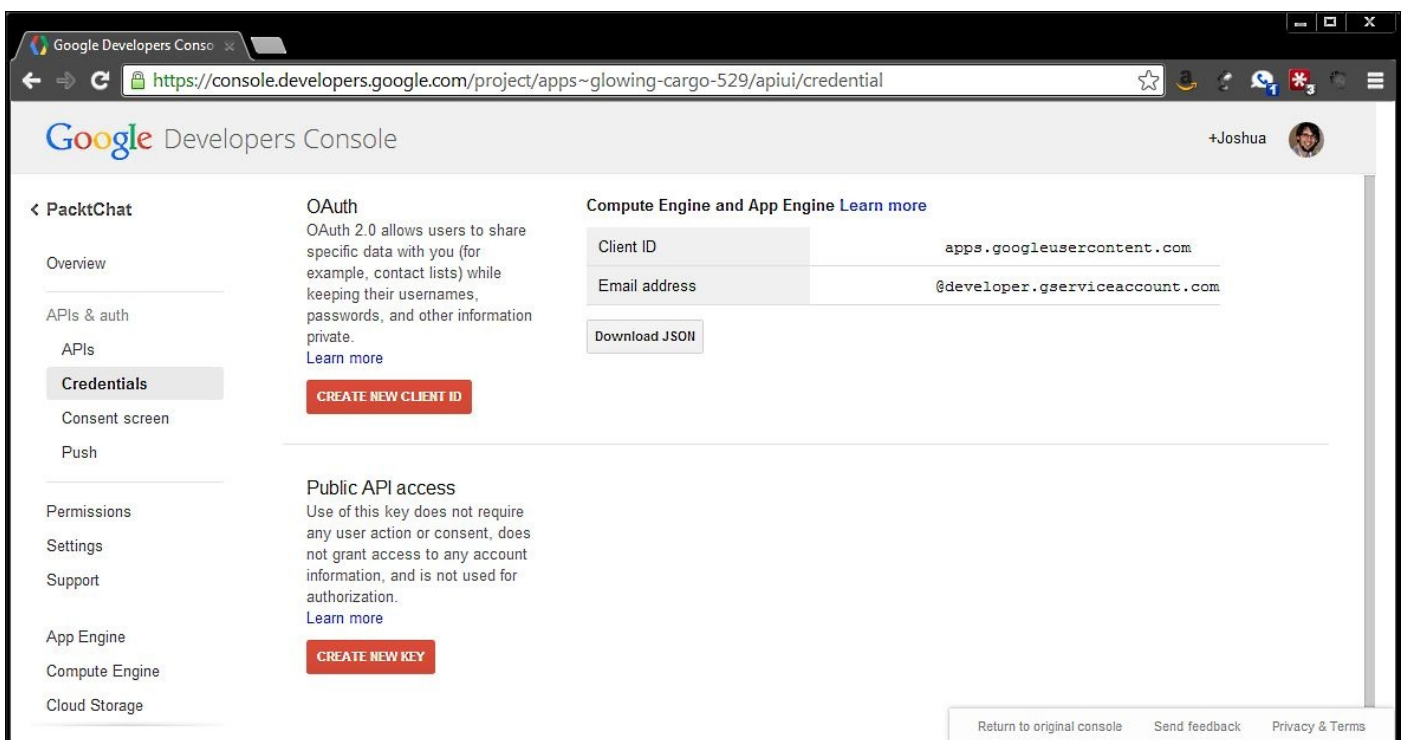 Google Developers Conso
https://console.developers.google.com/project/apps~glowing-cargo-529/apiui/credential
1
3
Google Developers Console
+Joshua
PacktChat
Overview
APIs & auth
APIs
Credentials
Consent screen
Push
Permissions
Settings
Support
App Engine
Compute Engine
Cloud Storage
OAuth
OAuth 2.0 allows users to share
specific data with you (for
example, contact lists) while
keeping their usernames,
passwords, and other information
private.
Learn more
CREATE NEW CLIENT ID
Compute Engine and App Engine Learn more
Client ID apps.googleusercontent.com
Email address @developer.gserviceaccount.com
Download JSON
Public API access
Use of this key does not require
any user action or consent, does
not grant access to any account
information, and is not used for
authorization.
Learn more
CREATE NEW KEY
Return to original console Send feedback Privacy & Terms